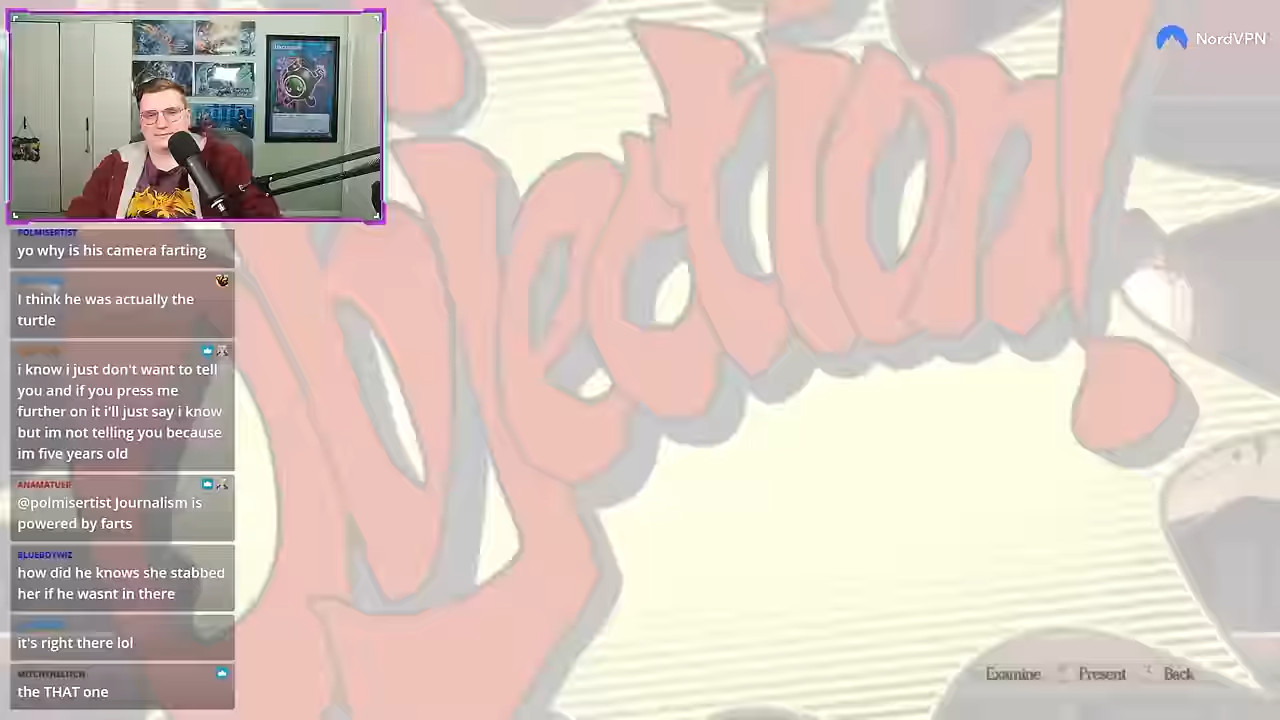 NordVPN
Objection!
POLMISERTIST
yo why is his camera farting
I think he was actually the
turtle
i know i just don't want to tell
you and if you press me
further on it i'll just say i know
but im not telling you because
im five years old
ANAMATUER
@polmisertist Journalism is
powered by farts
BLUEBOYWIZ
how did he knows she stabbed
her if he wasnt in there
it's right there lol
the THAT one
Examine Present Back